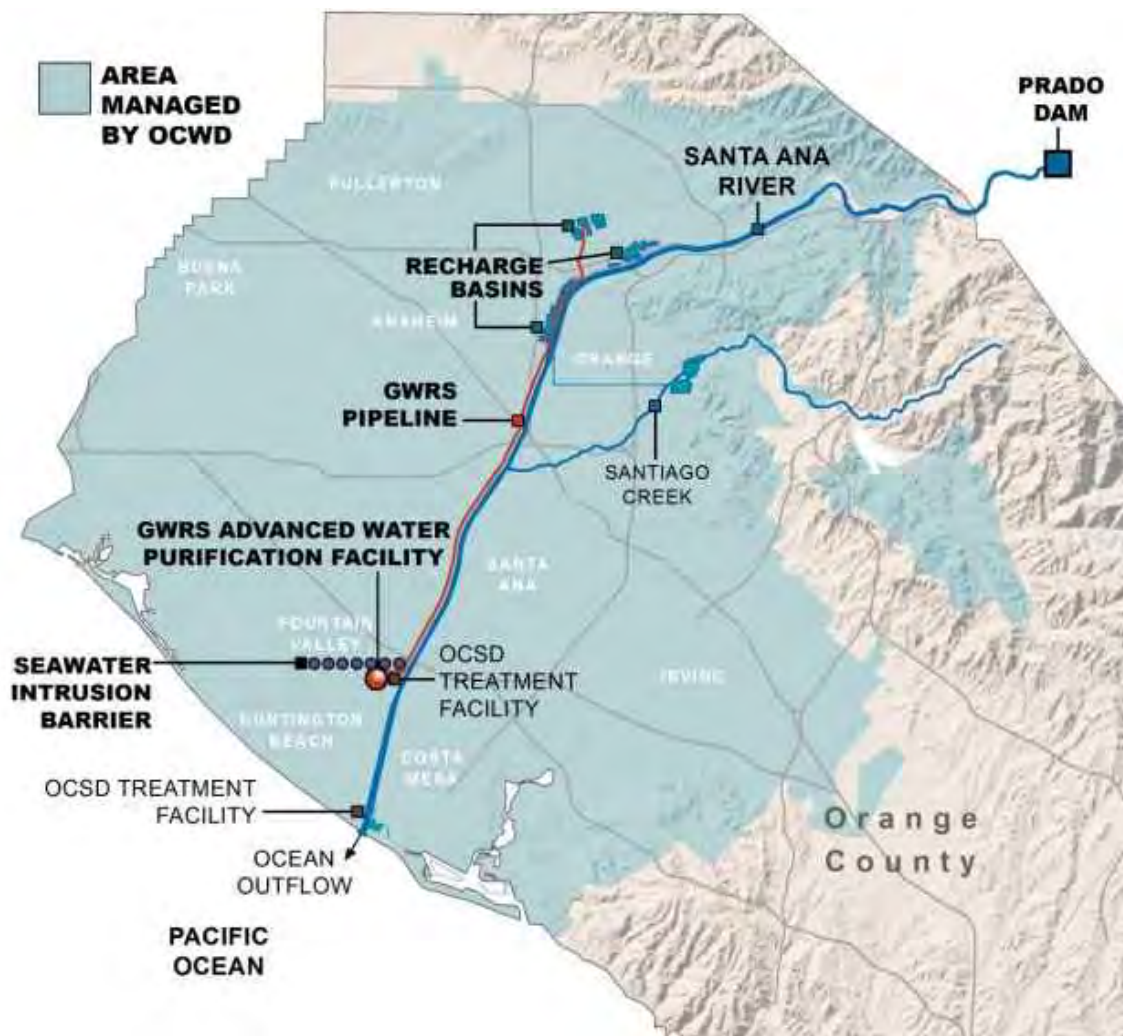 AREA
MANAGED
BY OCWD
PRADO
DAM
SANTA ANA
RIVER
FULLERTON
RECHARGE
BASINS
BUENA
PARK
ANAHEIM
ORANGE
GWRS
PIPELINE
SANTIAGO
CREEK
GWRS ADVANCED WATER
PURIFICATION FACILITY
SANTA
ANA
FOUNTAIN
VALLEY
SEAWATER
INTRUSION
BARRIER
OCSD
TREATMENT
FACILITY
IRVINE
HUNTINGTON
BEACH
COSTA
MESA
OCSD TREATMENT
FACILITY
OCEAN
OUTFLOW
Orange
County
PACIFIC
OCEAN